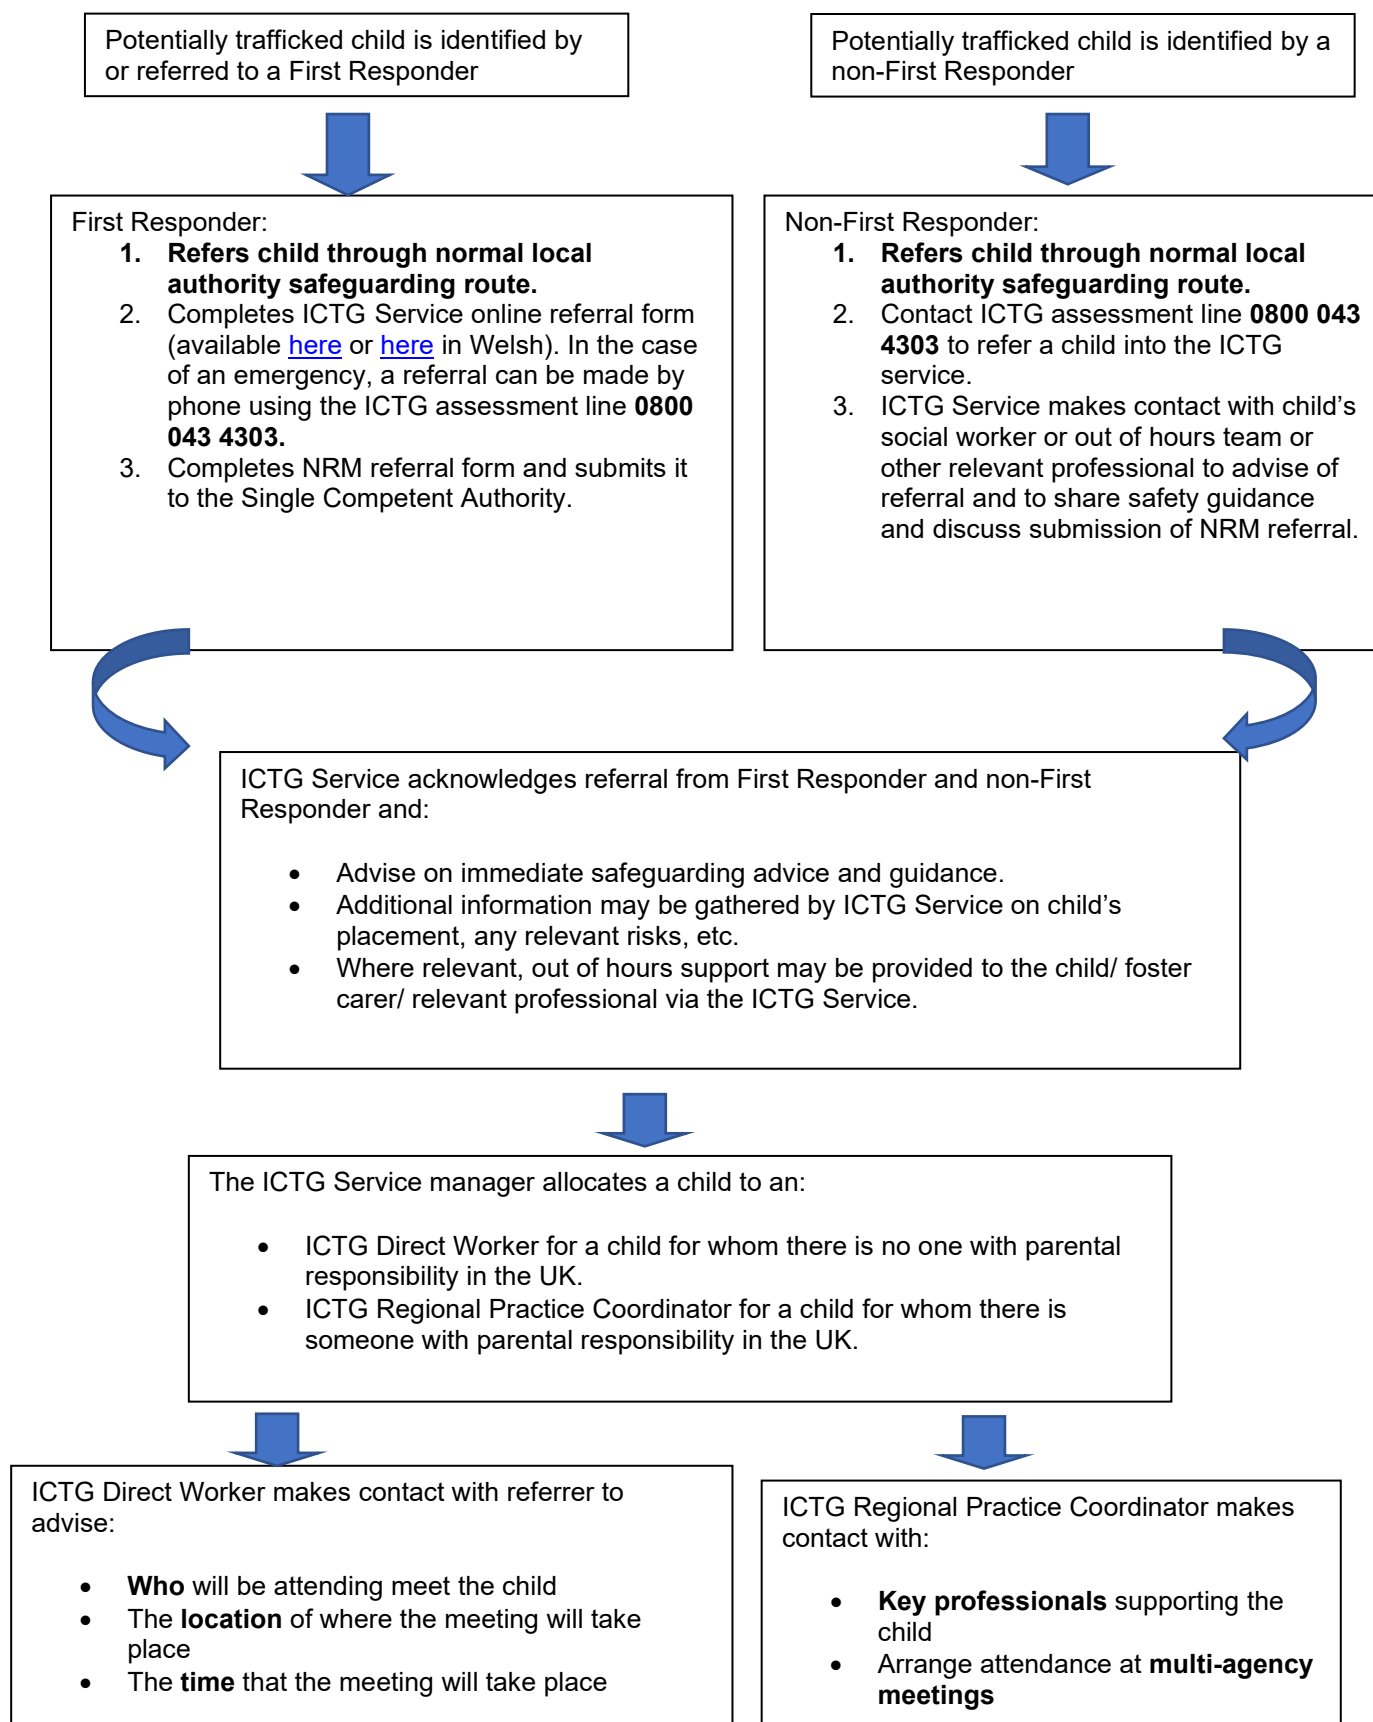 Potentially trafficked child is identified by
or referred to a First Responder
Potentially trafficked child is identified by a
non-First Responder
First Responder:
1. Refers child through normal local
authority safeguarding route.
2. Completes ICTG Service online referral form
(available here or here in Welsh). In the case
of an emergency, a referral can be made by
phone using the ICTG assessment line 0800
043 4303.
3. Completes NRM referral form and submits it
to the Single Competent Authority.
Non-First Responder:
1. Refers child through normal local
authority safeguarding route.
2. Contact ICTG assessment line 0800 043
4303 to refer a child into the ICTG
service.
3. ICTG Service makes contact with child's
social worker or out of hours team or
other relevant professional to advise of
referral and to share safety guidance
and discuss submission of NRM referral.
ICTG Service acknowledges referral from First Responder and non-First
Responder and:
• Advise on immediate safeguarding advice and guidance.
• Additional information may be gathered by ICTG Service on child's
placement, any relevant risks, etc.
• Where relevant, out of hours support may be provided to the child/ foster
carer/ relevant professional via the ICTG Service.
The ICTG Service manager allocates a child to an:
• ICTG Direct Worker for a child for whom there is no one with parental
responsibility in the UK.
• ICTG Regional Practice Coordinator for a child for whom there is
someone with parental responsibility in the UK.
ICTG Direct Worker makes contact with referrer to
advise:
• Who will be attending meet the child
• The location of where the meeting will take
place
• The time that the meeting will take place
ICTG Regional Practice Coordinator makes
contact with:
• Key professionals supporting the
child
• Arrange attendance at multi-agency
meetings